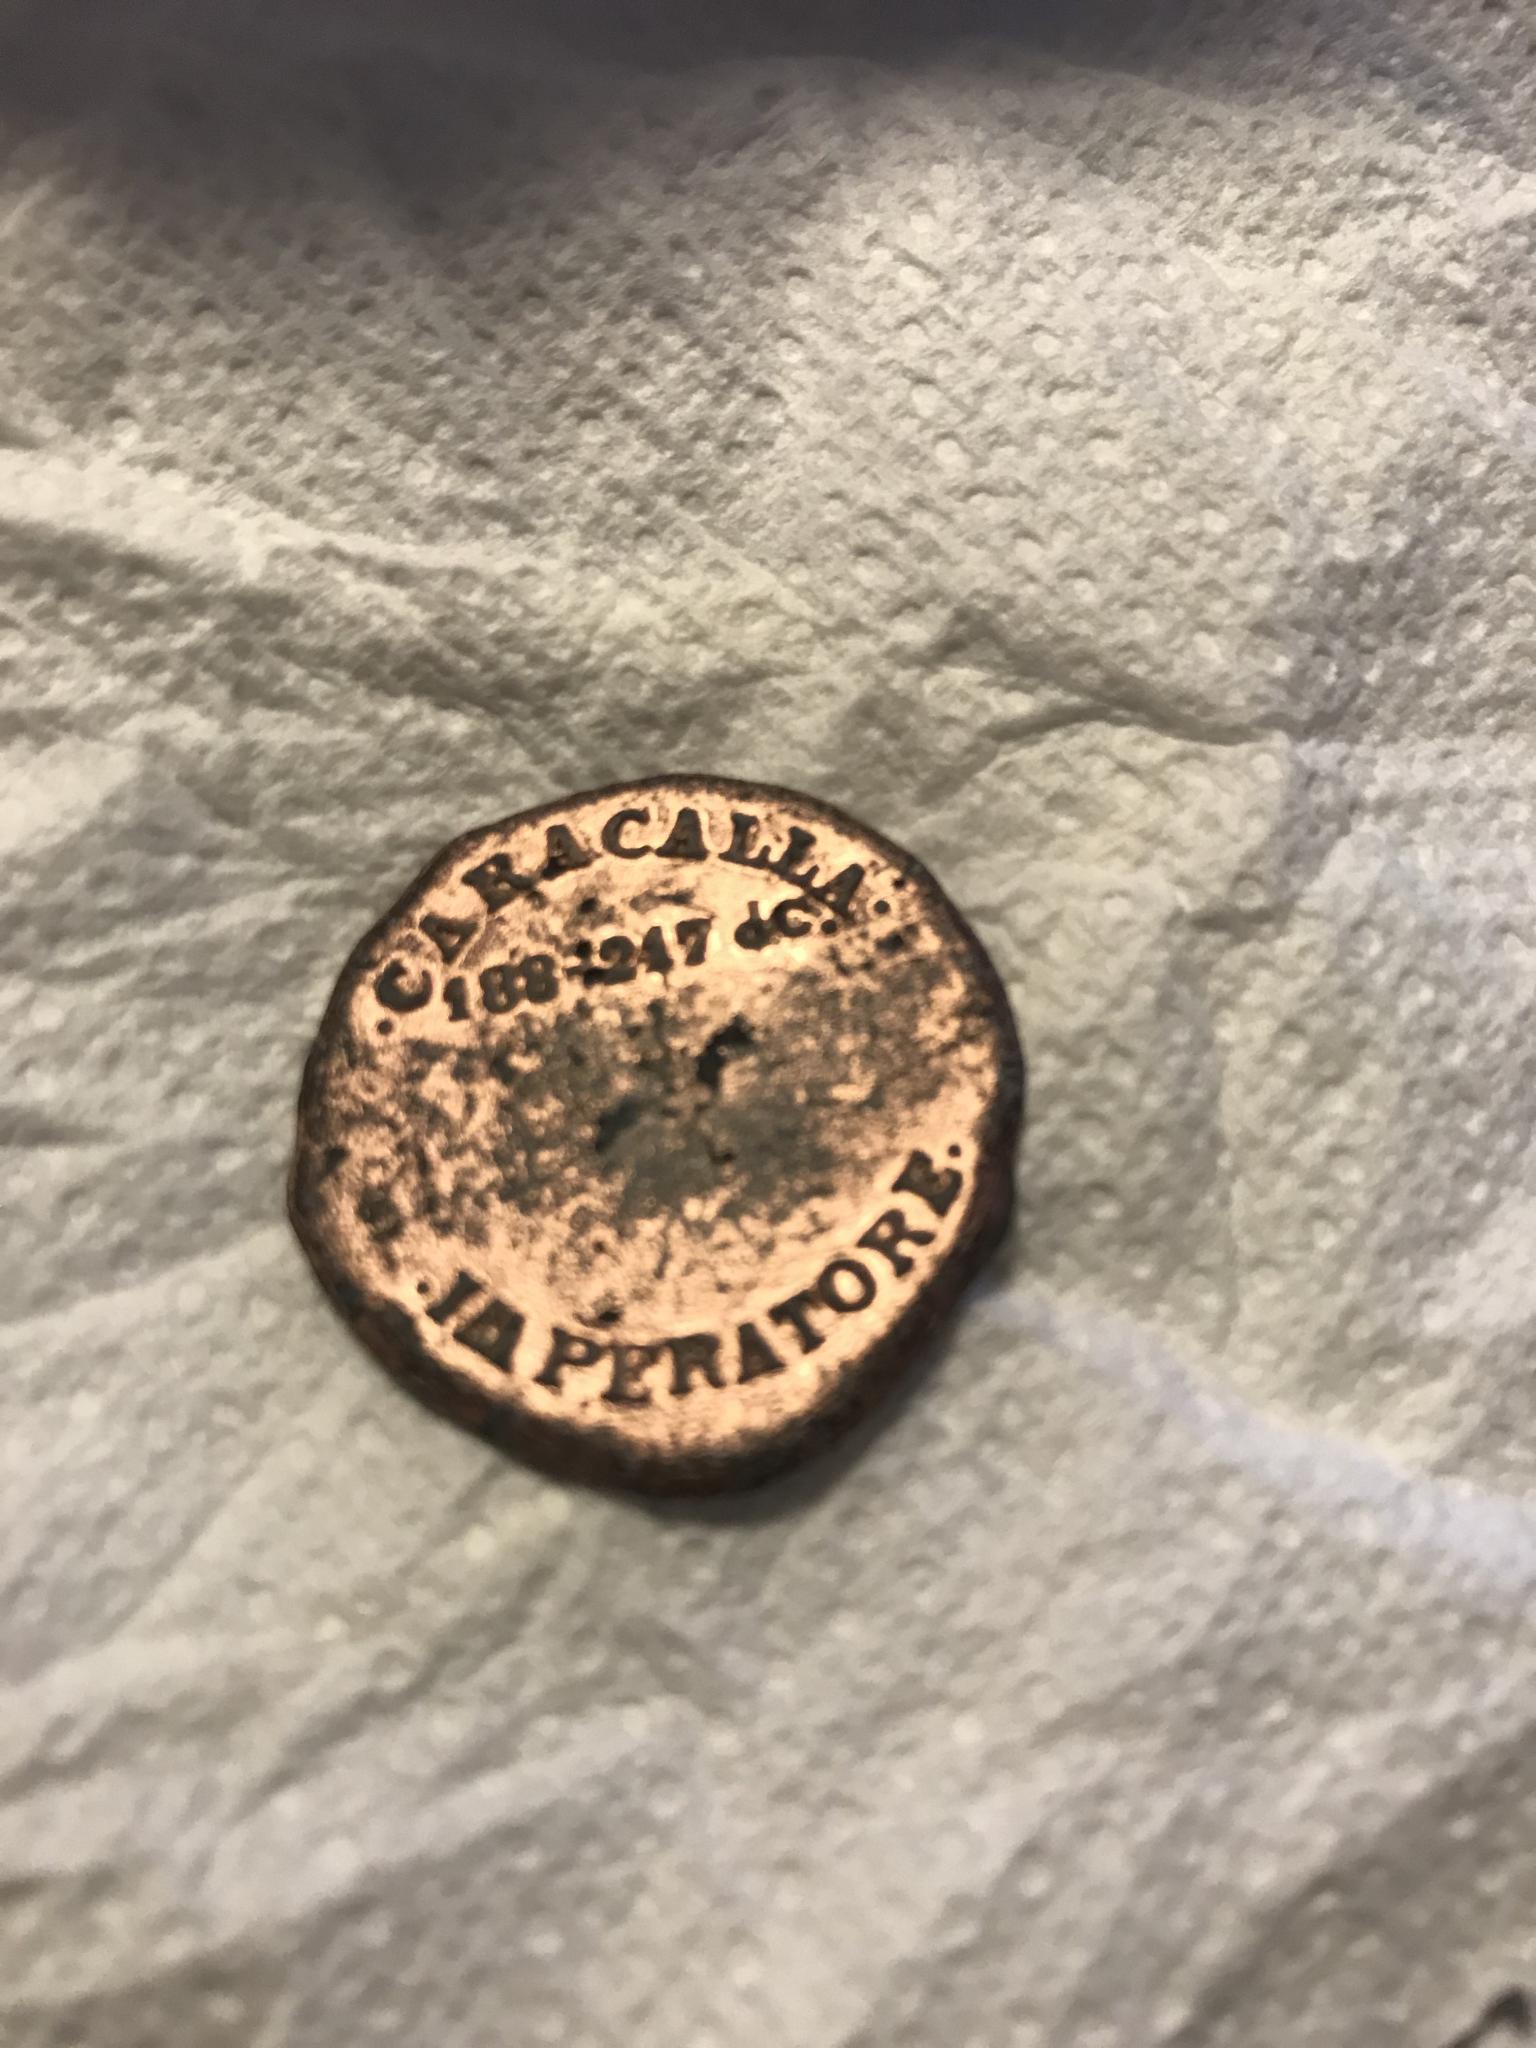 ·CARACALLA·
188-217 dC.
·IMPERATORE·